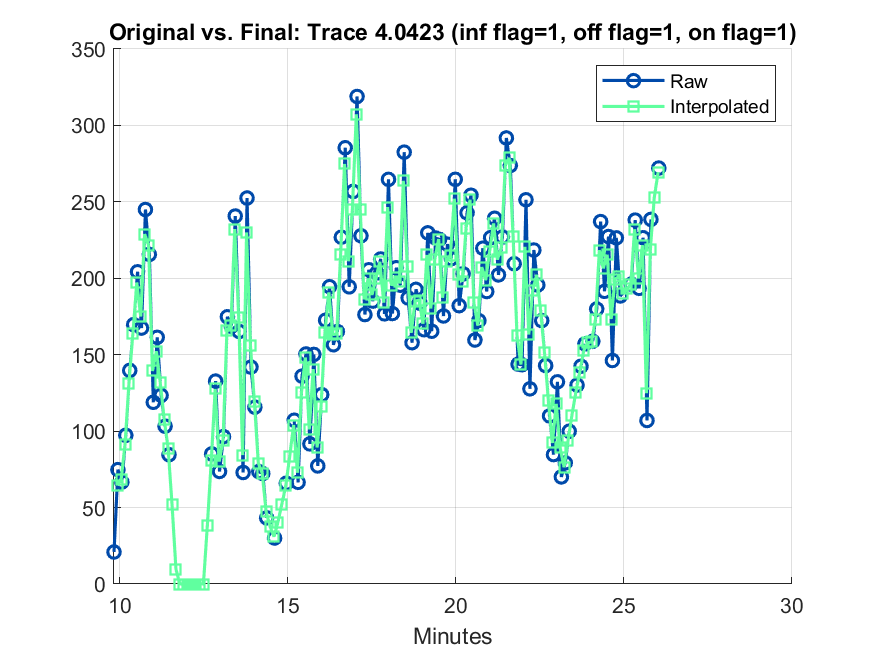 Original vs. Final: Trace 4.0423 (inf flag=1, off flag=1, on flag=1)
350
300
250
200
150
100
50
0
Raw
Interpolated
10 15 20 25 30
Minutes